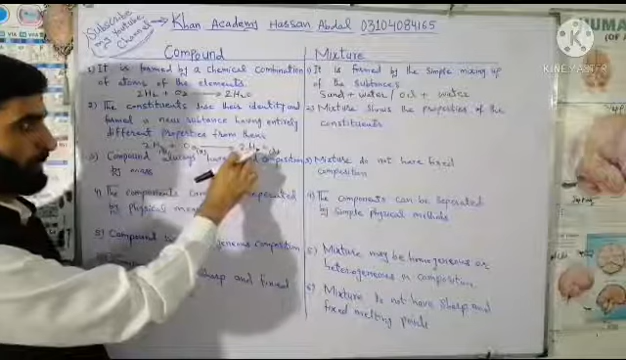 Subscribe
my Youtube
Channel
Khan Academy Hassan Abdal 03104084165
Compound
1) It is formed by a chemical combination
of atoms of the elements.
2H₂ + O₂ → 2H₂O
2) The constituents lose their identity and
formed a new substance having entirely
different properties from them
3) Compound always have
by mass
4) The components
by physical
5) Compound
composition
Sharp and fixed
Mixture
1) It is formed by the simple mixing up
of the substance.
Sand + water / Oil + water
2) Mixture shows the properties of the
constituents
3) Mixture do not have fixed
composition
4) The components can be seperated
by simple physical methods
5) Mixture may be homogeneous or
heterogeneous in composition.
6) Mixture do not have Sharp and
fixed melting points
KINEMASTER
HUMA